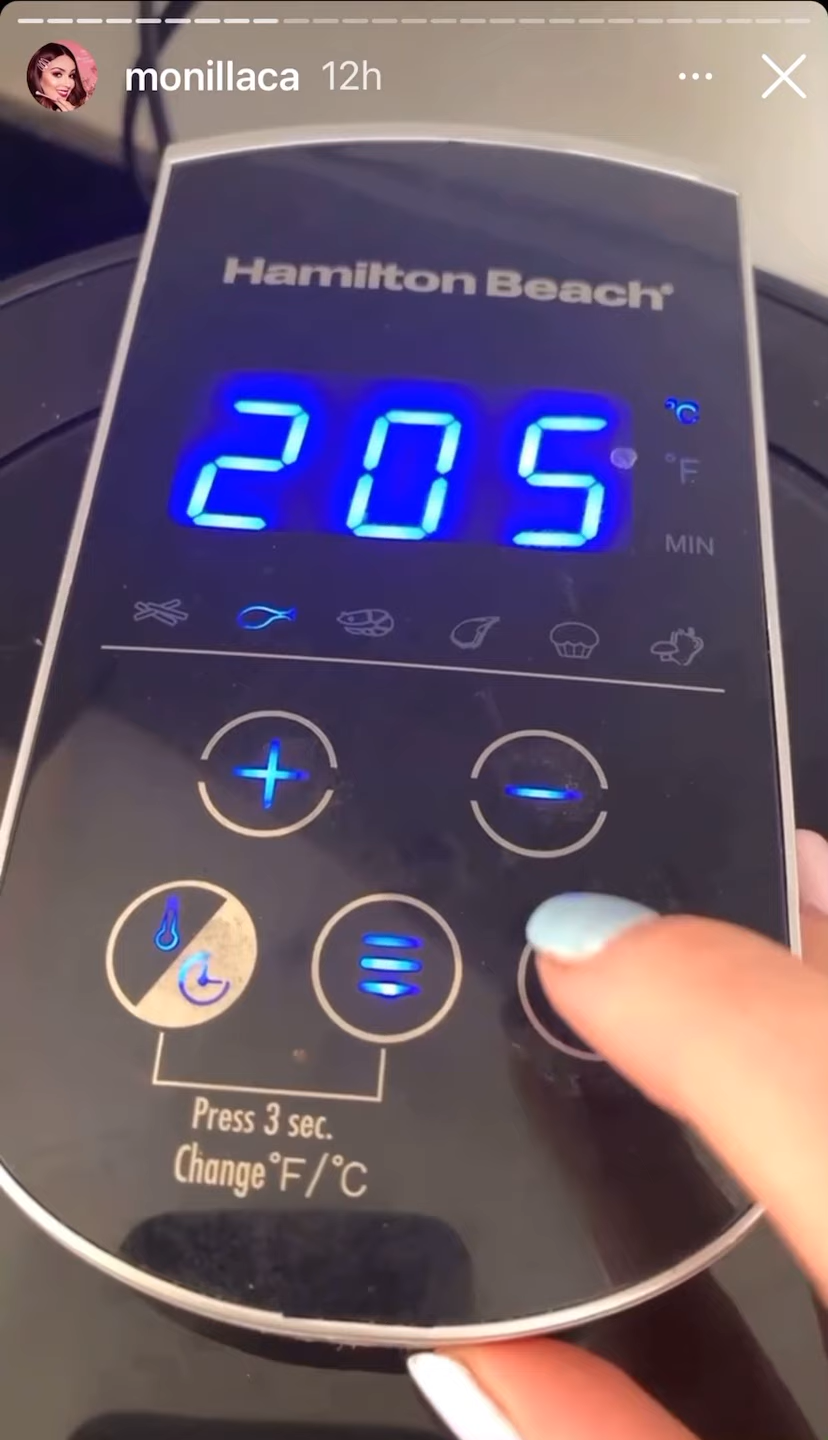 monillaca 12h
Hamilton Beach®
205
°C
°F
MIN
Press 3 sec.
Change °F/°C